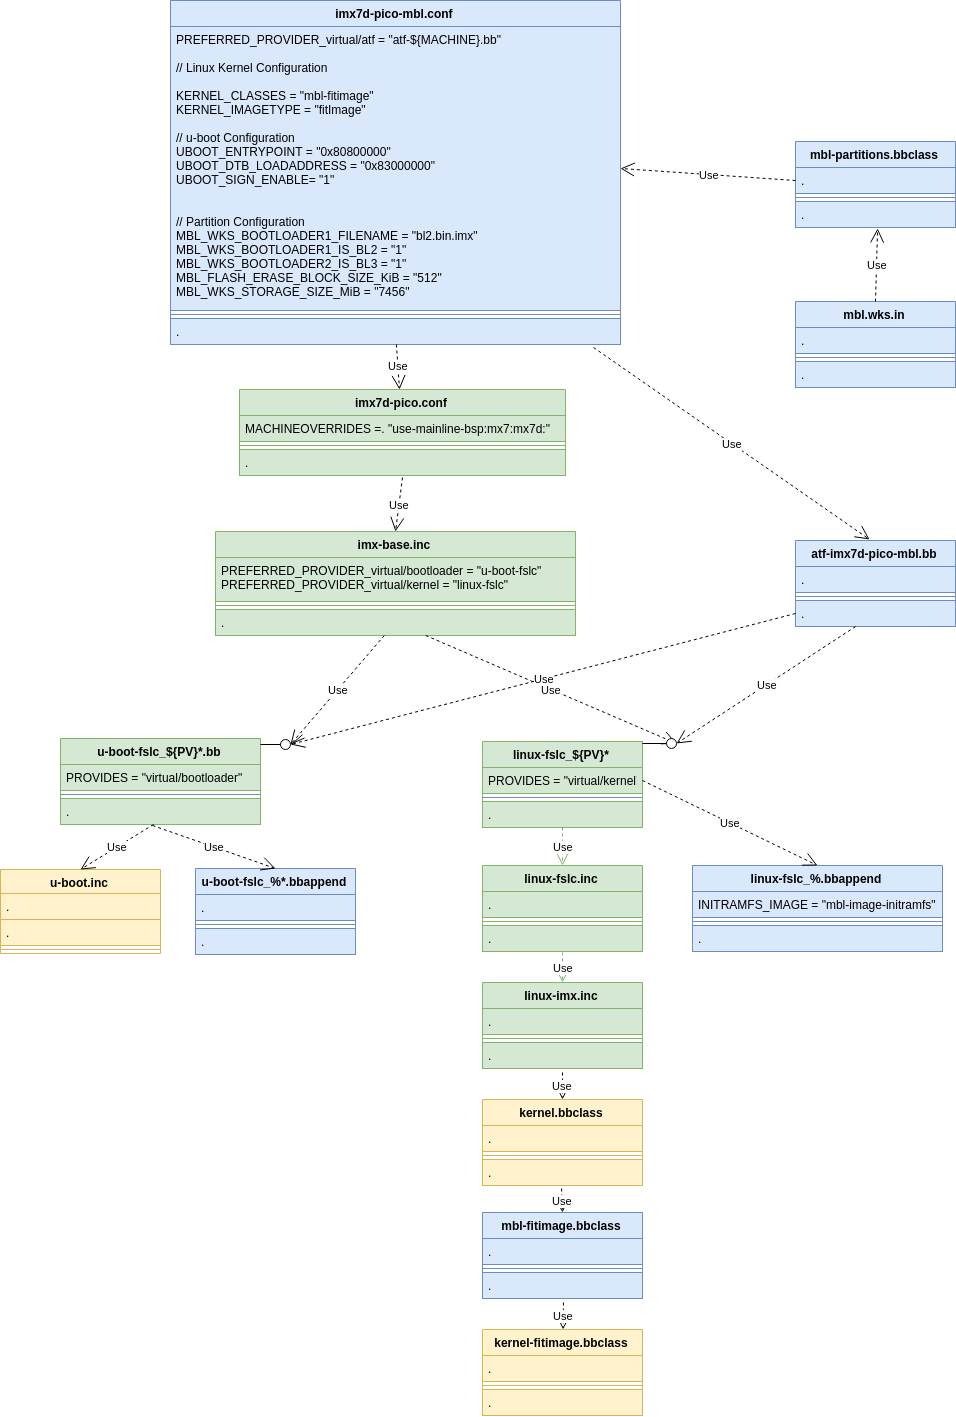 imx7d-pico-mbl.conf
PREFERRED_PROVIDER_virtual/atf = "atf-${MACHINE}.bb"
// Linux Kernel Configuration
KERNEL_CLASSES = "mbl-fitimage"
KERNEL_IMAGETYPE = "fitImage"
// u-boot Configuration
UBOOT_ENTRYPOINT = "0x80800000"
UBOOT_DTB_LOADADDRESS = "0x83000000"
UBOOT_SIGN_ENABLE= "1"
// Partition Configuration
MBL_WKS_BOOTLOADER1_FILENAME = "bl2.bin.imx"
MBL_WKS_BOOTLOADER1_IS_BL2 = "1"
MBL_WKS_BOOTLOADER2_IS_BL3 = "1"
MBL_FLASH_ERASE_BLOCK_SIZE_KiB = "512"
MBL_WKS_STORAGE_SIZE_MiB = "7456"
.
mbl-partitions.bbclass
.
.
Use
Use
mbl.wks.in
.
.
Use
imx7d-pico.conf
MACHINEOVERRIDES =. "use-mainline-bsp:mx7:mx7d:"
.
Use
Use
imx-base.inc
PREFERRED_PROVIDER_virtual/bootloader = "u-boot-fslc"
PREFERRED_PROVIDER_virtual/kernel = "linux-fslc"
.
atf-imx7d-pico-mbl.bb
.
.
Use
Use
Use
Use
u-boot-fslc_${PV}*.bb
PROVIDES = "virtual/bootloader"
.
linux-fslc_${PV}*
PROVIDES = "virtual/kernel
.
Use
Use
Use
Use
u-boot.inc
.
.
u-boot-fslc_%*.bbappend
.
.
linux-fslc.inc
.
.
linux-fslc_%.bbappend
INITRAMFS_IMAGE = "mbl-image-initramfs"
.
Use
linux-imx.inc
.
.
Use
kernel.bbclass
.
.
Use
mbl-fitimage.bbclass
.
.
Use
kernel-fitimage.bbclass
.
.